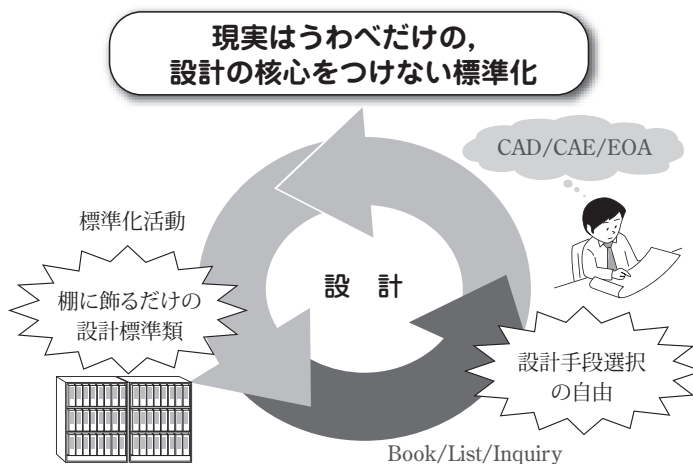 現実はうわべだけの,
設計の核心をつけない標準化
CAD/CAE/EOA
標準化活動
棚に飾るだけの
設計標準類
設 計
設計手段選択
の自由
Book/List/Inquiry